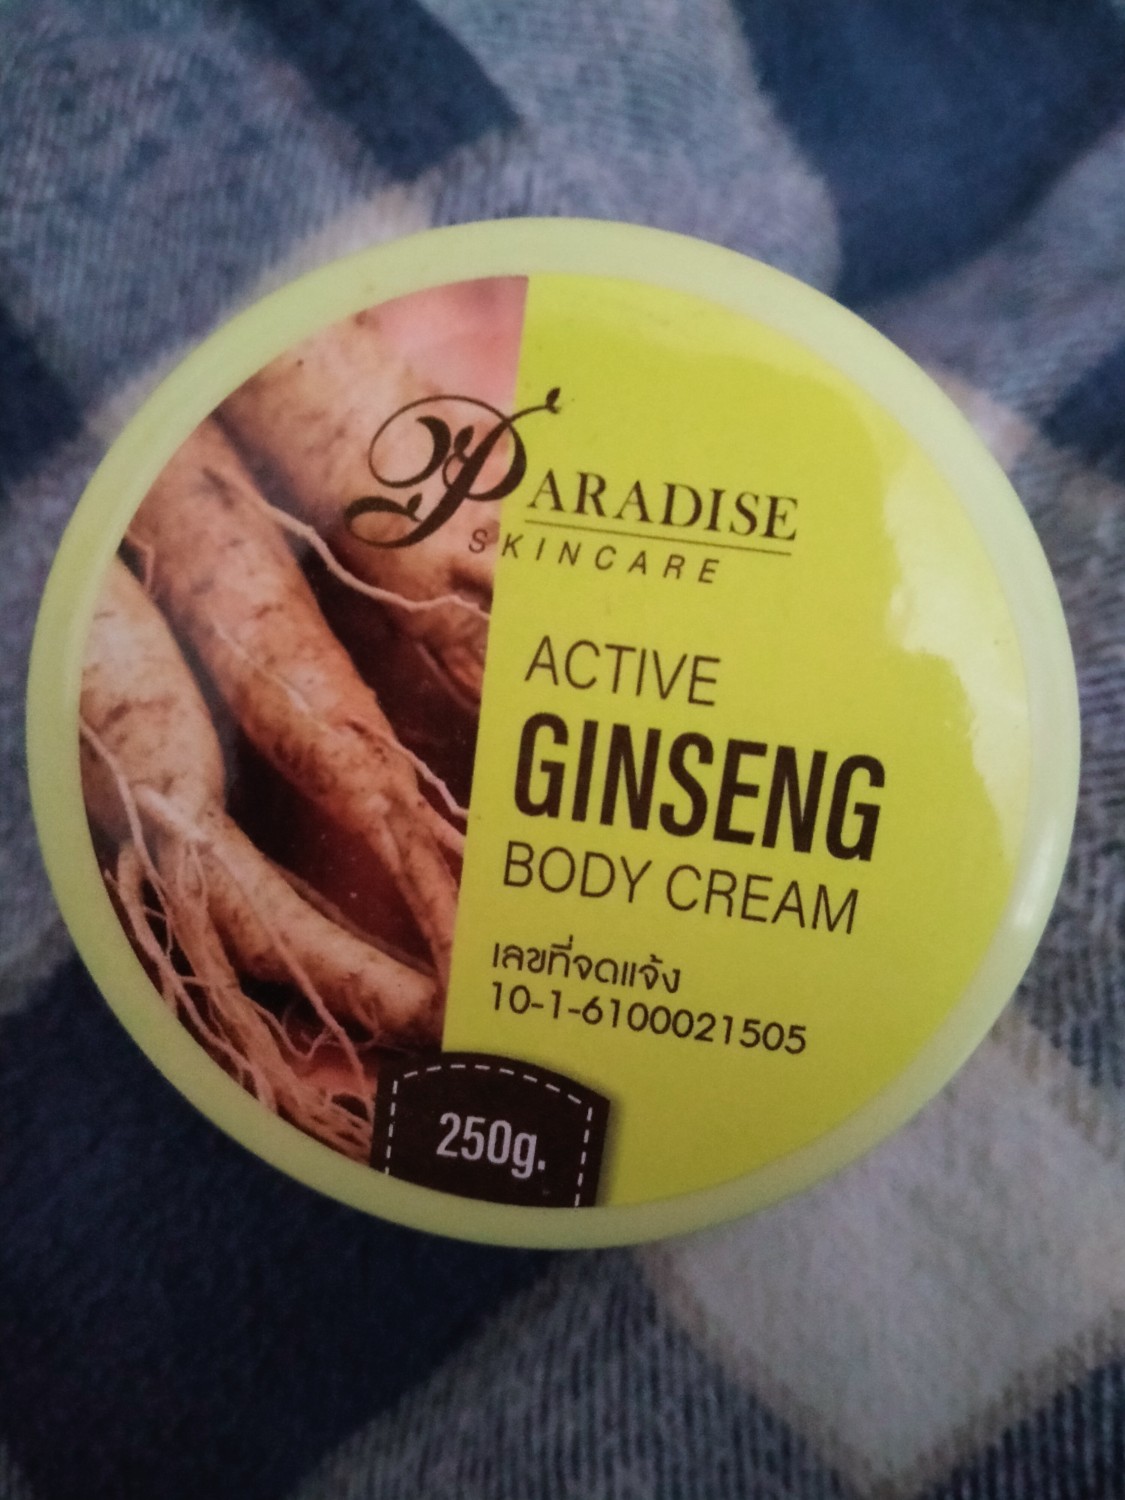 PARADISE
SKINCARE
ACTIVE
GINSENG
BODY CREAM
เลขที่จดแจ้ง
10-1-6100021505
250g.